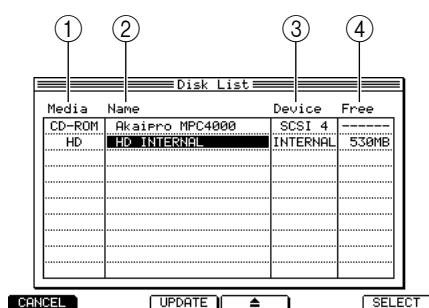 ① ② ③ ④
Disk List
Media Name Device Free
CD-ROM Akaipro MPC4000 SCSI 4 ------
HD HD INTERNAL INTERNAL 530MB
CANCEL UPDATE ⏏ SELECT